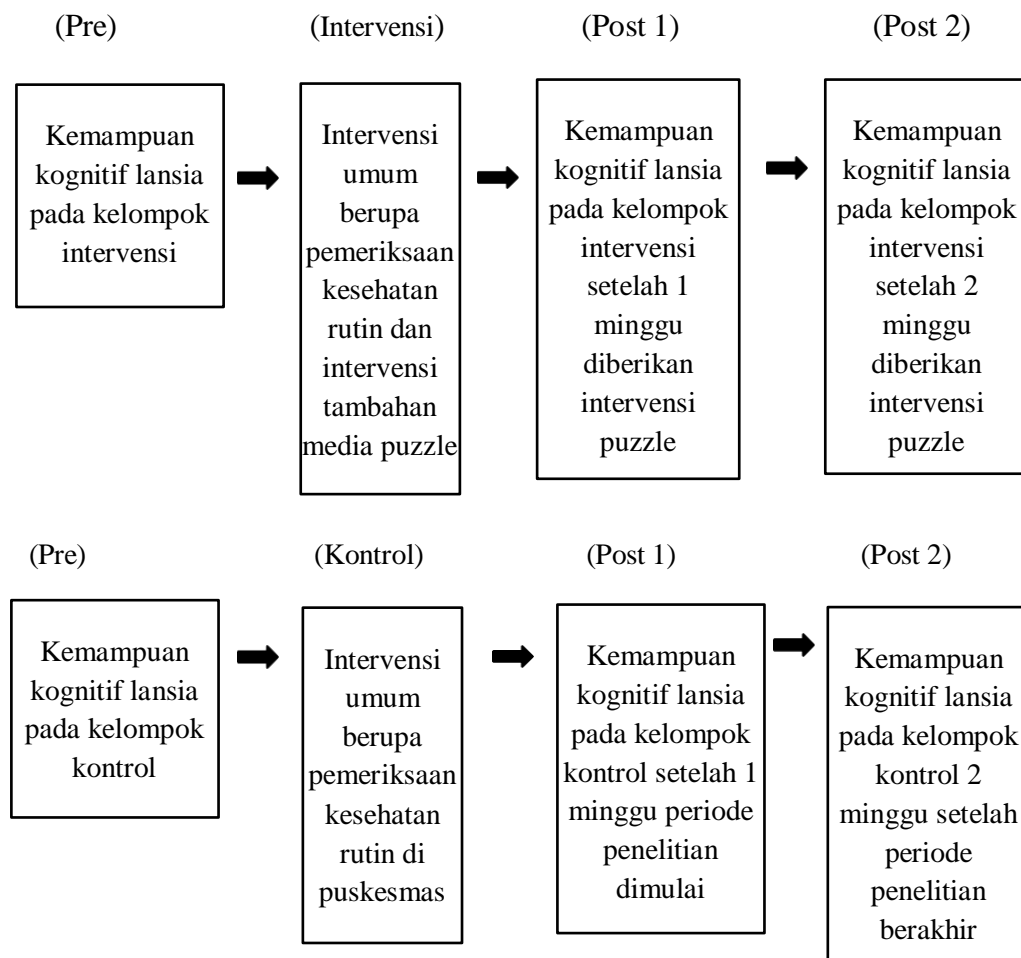 (Pre)
(Intervensi)
(Post 1)
(Post 2)
Kemampuan
kognitif lansia
pada kelompok
intervensi
Intervensi
umum
berupa
pemeriksaan
kesehatan
rutin dan
intervensi
tambahan
media puzzle
Kemampuan
kognitif lansia
pada kelompok
intervensi
setelah 1
minggu
diberikan
intervensi
puzzle
Kemampuan
kognitif lansia
pada kelompok
intervensi
setelah 2
minggu
diberikan
intervensi
puzzle
(Pre)
(Kontrol)
(Post 1)
(Post 2)
Kemampuan
kognitif lansia
pada kelompok
kontrol
Intervensi
umum
berupa
pemeriksaan
kesehatan
rutin di
puskesmas
Kemampuan
kognitif lansia
pada kelompok
kontrol setelah 1
minggu periode
penelitian
dimulai
Kemampuan
kognitif lansia
pada kelompok
kontrol 2
minggu setelah
periode
penelitian
berakhir